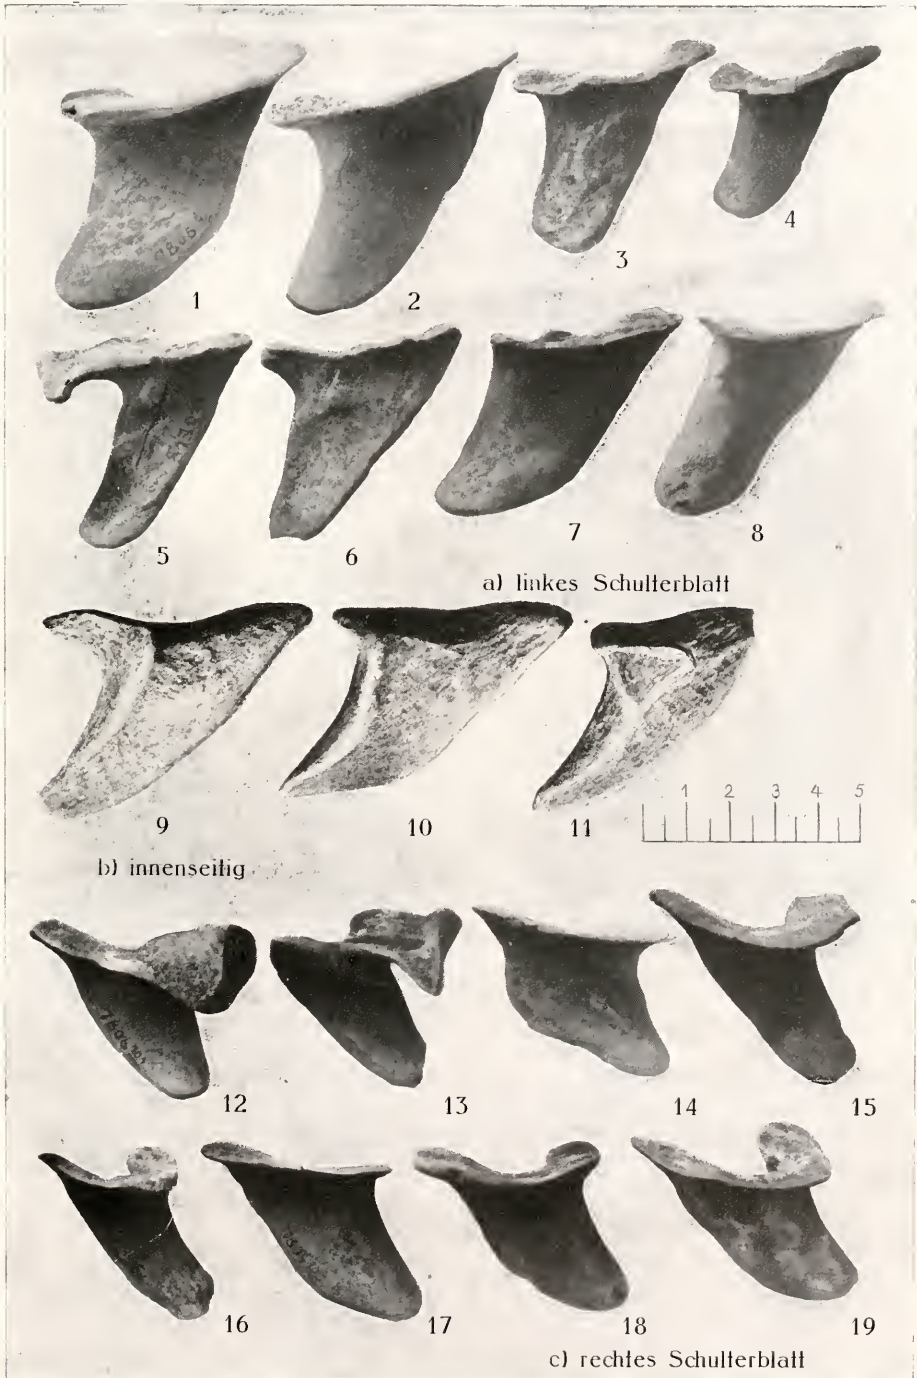 1 2 3 4
5 6 7 8
a) linkes Schulterblatt
9 10 11
1 2 3 4 5
b) innenseitig
12 13 14 15
16 17 18 19
c) rechtes Schulterblatt